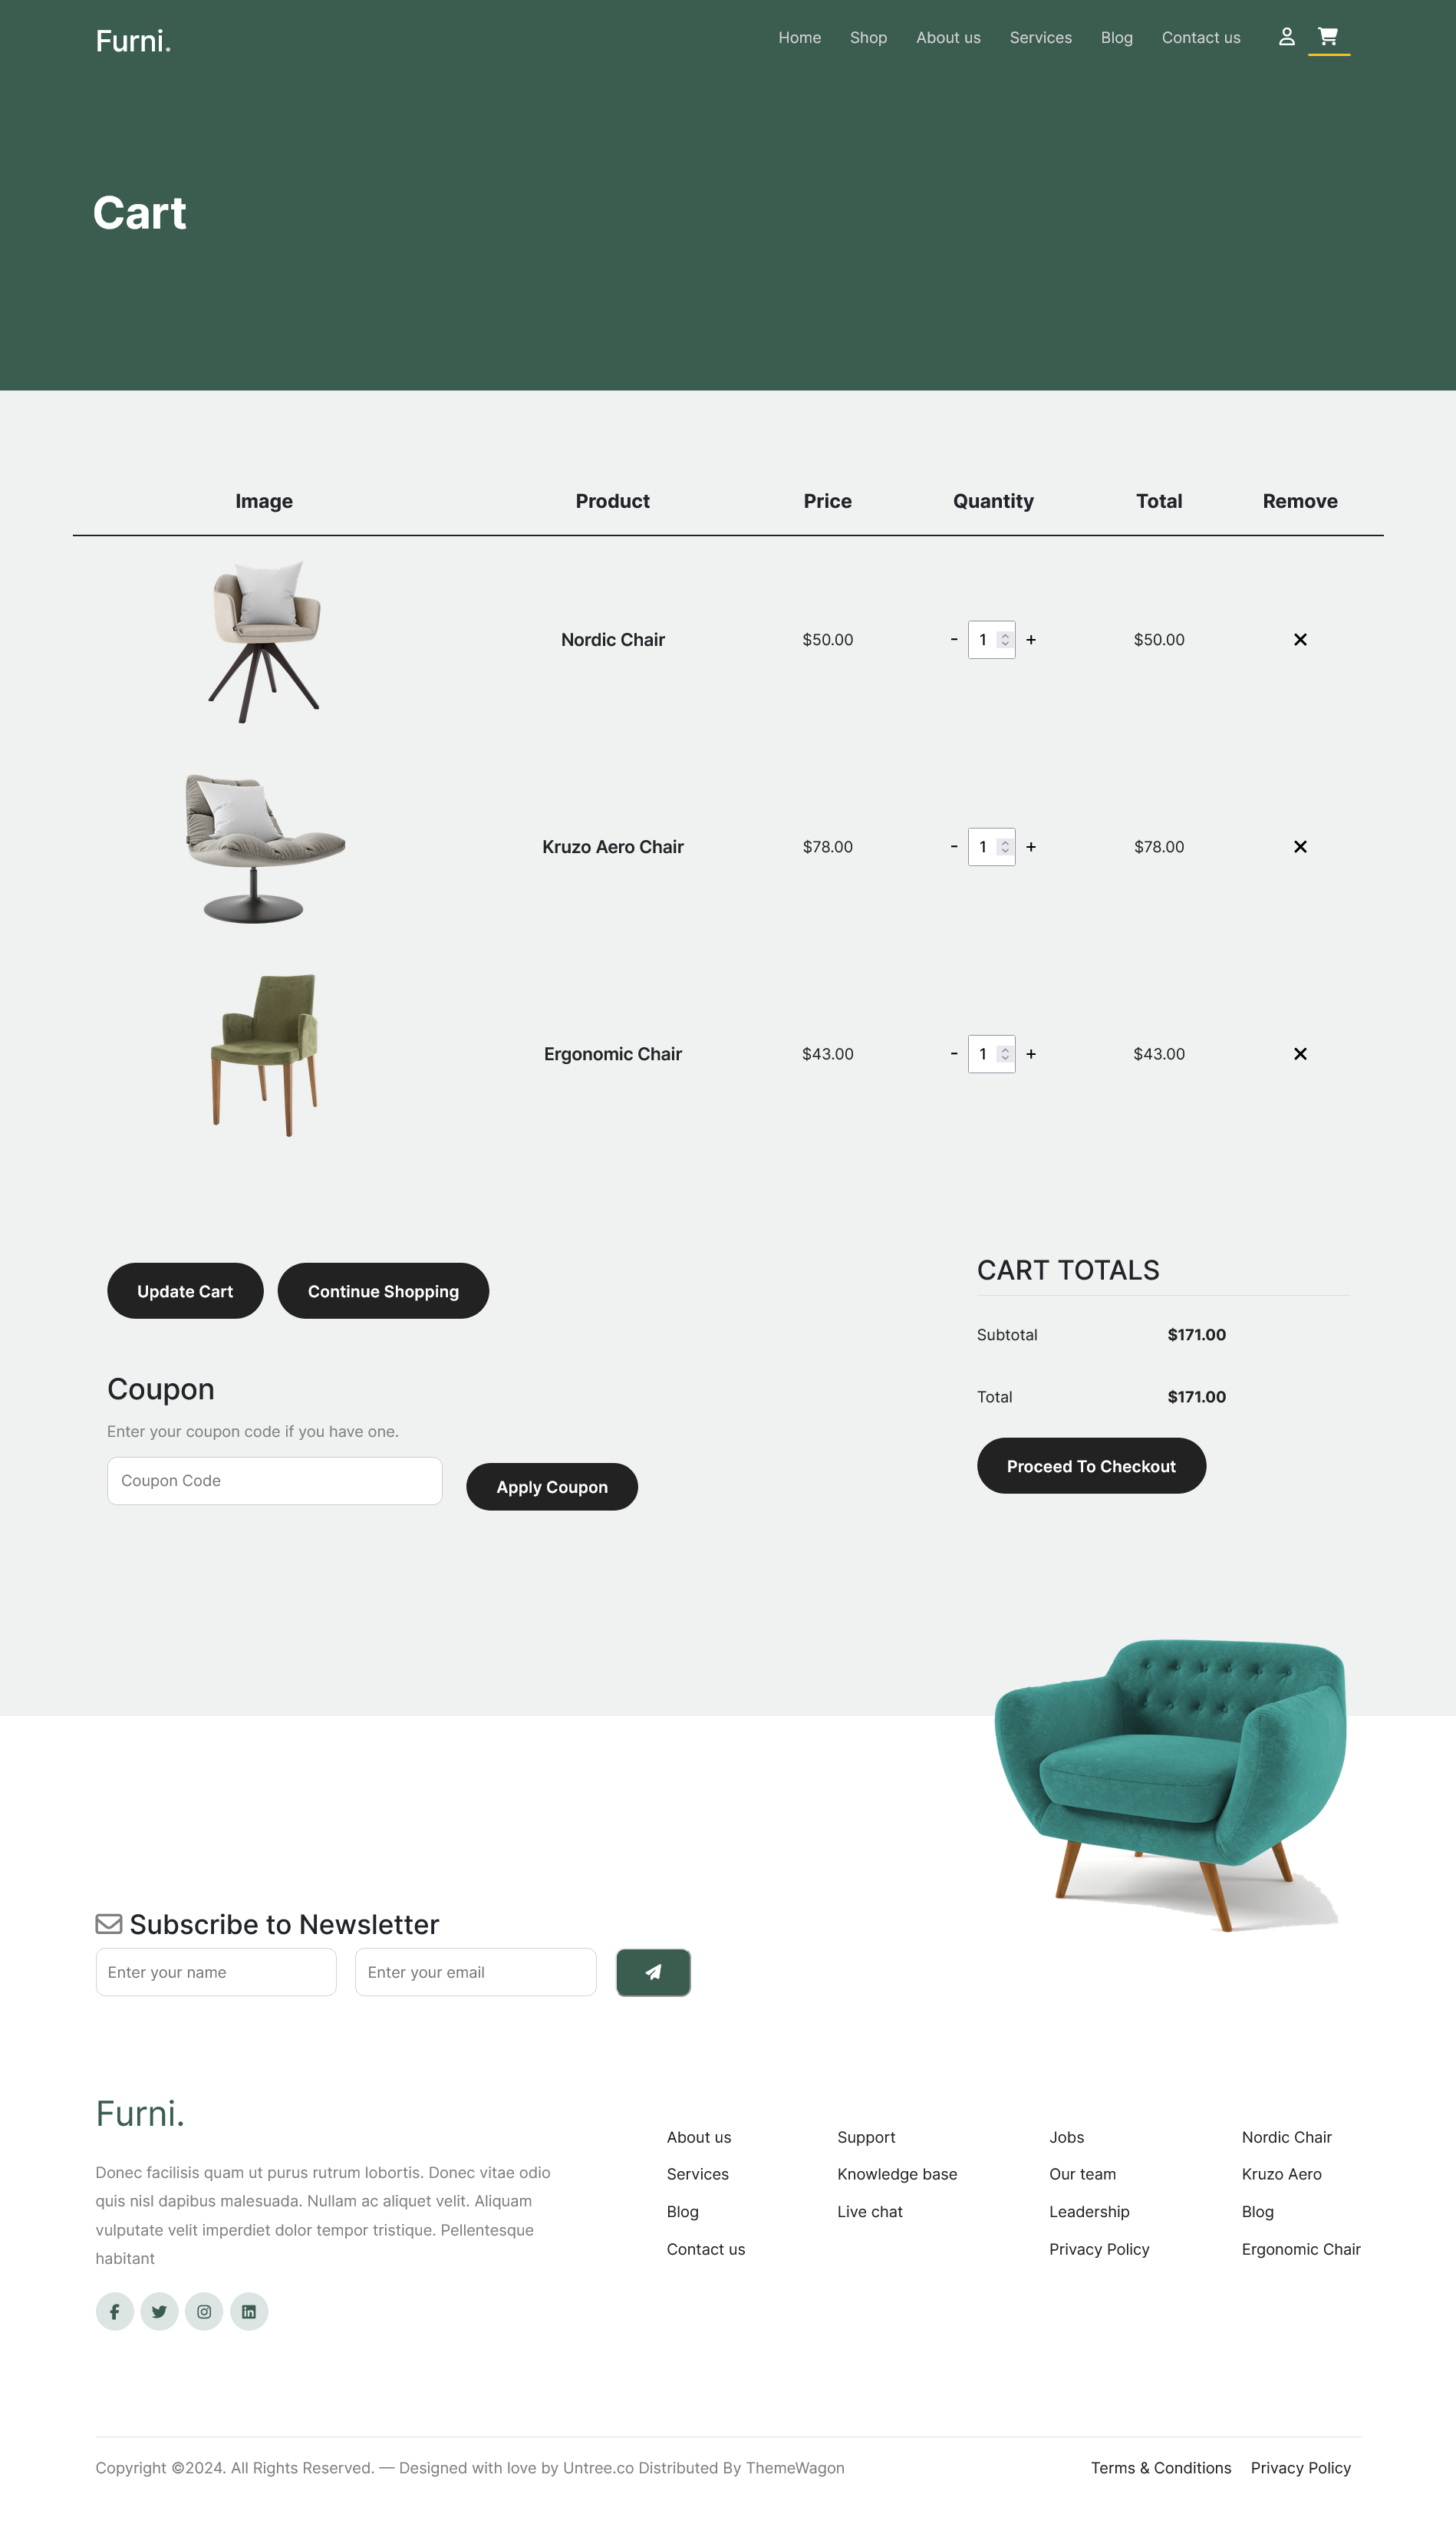 Furni.
Home Shop About us Services Blog Contact us
Cart
Image Product Price Quantity Total Remove
Nordic Chair $50.00 - 1 + $50.00
Kruzo Aero Chair $78.00 - 1 + $78.00
Ergonomic Chair $43.00 - 1 + $43.00
Update Cart Continue Shopping
Coupon
Enter your coupon code if you have one.
Coupon Code Apply Coupon
CART TOTALS
Subtotal $171.00
Total $171.00
Proceed To Checkout
Subscribe to Newsletter
Enter your name Enter your email
Furni.
Donec facilisis quam ut purus rutrum lobortis. Donec vitae odio
quis nisl dapibus malesuada. Nullam ac aliquet velit. Aliquam
vulputate velit imperdiet dolor tempor tristique. Pellentesque
habitant
About us
Services
Blog
Contact us
Support
Knowledge base
Live chat
Jobs
Our team
Leadership
Privacy Policy
Nordic Chair
Kruzo Aero
Blog
Ergonomic Chair
Copyright ©2024. All Rights Reserved. — Designed with love by Untree.co Distributed By ThemeWagon
Terms & Conditions Privacy Policy